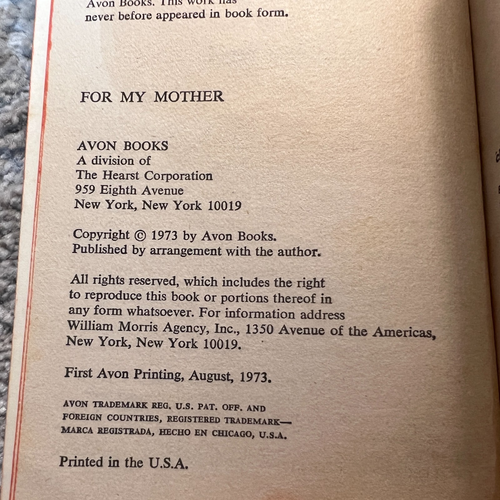 Avon Books. This work has
never before appeared in book form.
FOR MY MOTHER
AVON BOOKS
A division of
The Hearst Corporation
959 Eighth Avenue
New York, New York 10019
Copyright © 1973 by Avon Books.
Published by arrangement with the author.
All rights reserved, which includes the right
to reproduce this book or portions thereof in
any form whatsoever. For information address
William Morris Agency, Inc., 1350 Avenue of the Americas,
New York, New York 10019.
First Avon Printing, August, 1973.
AVON TRADEMARK REG. U.S. PAT. OFF. AND
FOREIGN COUNTRIES, REGISTERED TRADEMARK—
MARCA REGISTRADA, HECHO EN CHICAGO, U.S.A.
Printed in the U.S.A.